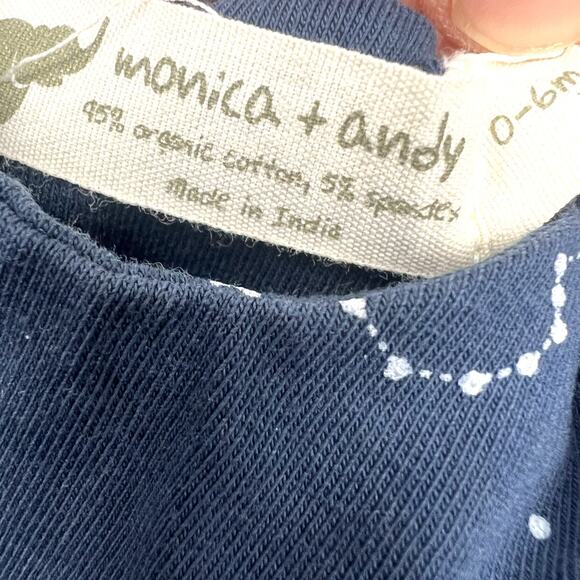 monica + andy
95% organic cotton, 5% spandex
Made in India
0-6m